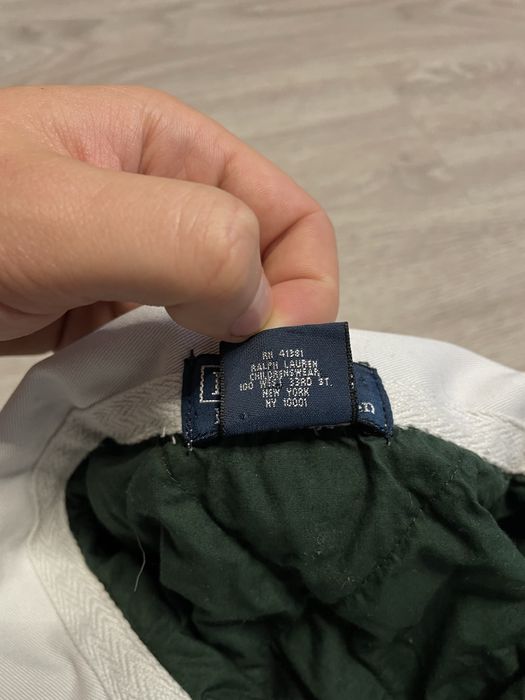 RN 41381
RALPH LAUREN
CHILDRENSWEAR
100 WEST 33RD ST.
NEW YORK
NY 10001